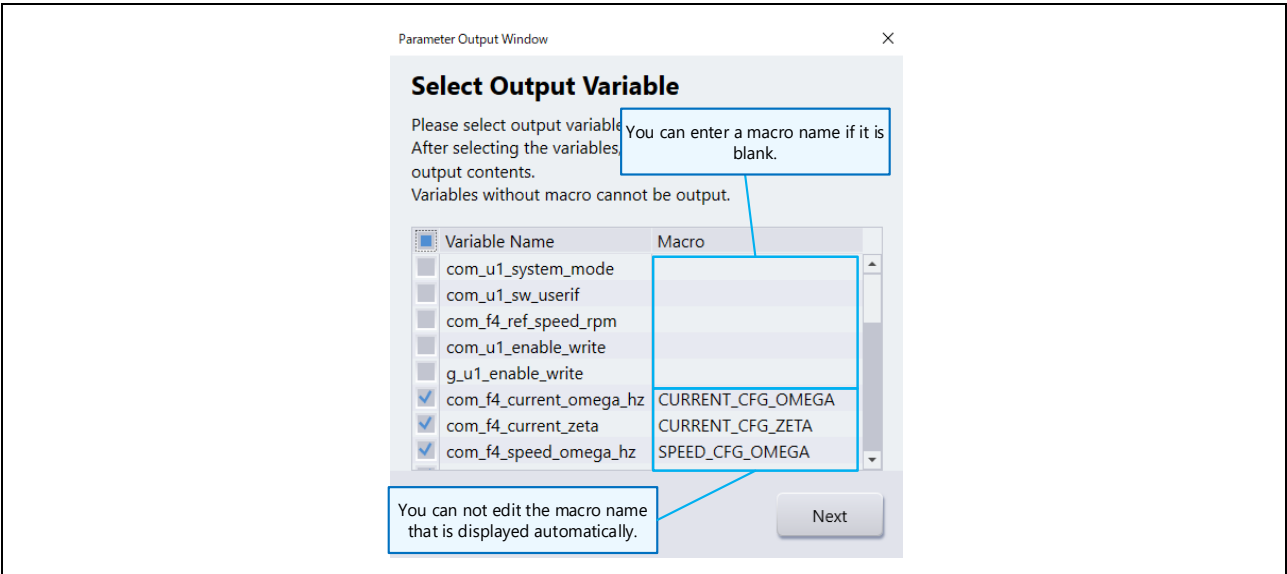 Parameter Output Window
Select Output Variable
Please select output variable
After selecting the variables,
output contents.
Variables without macro cannot be output.
You can enter a macro name if it is
blank.
Variable Name Macro
com_u1_system_mode
com_u1_sw_userif
com_f4_ref_speed_rpm
com_u1_enable_write
g_u1_enable_write
com_f4_current_omega_hz CURRENT_CFG_OMEGA
com_f4_current_zeta CURRENT_CFG_ZETA
com_f4_speed_omega_hz SPEED_CFG_OMEGA
You can not edit the macro name
that is displayed automatically.
Next